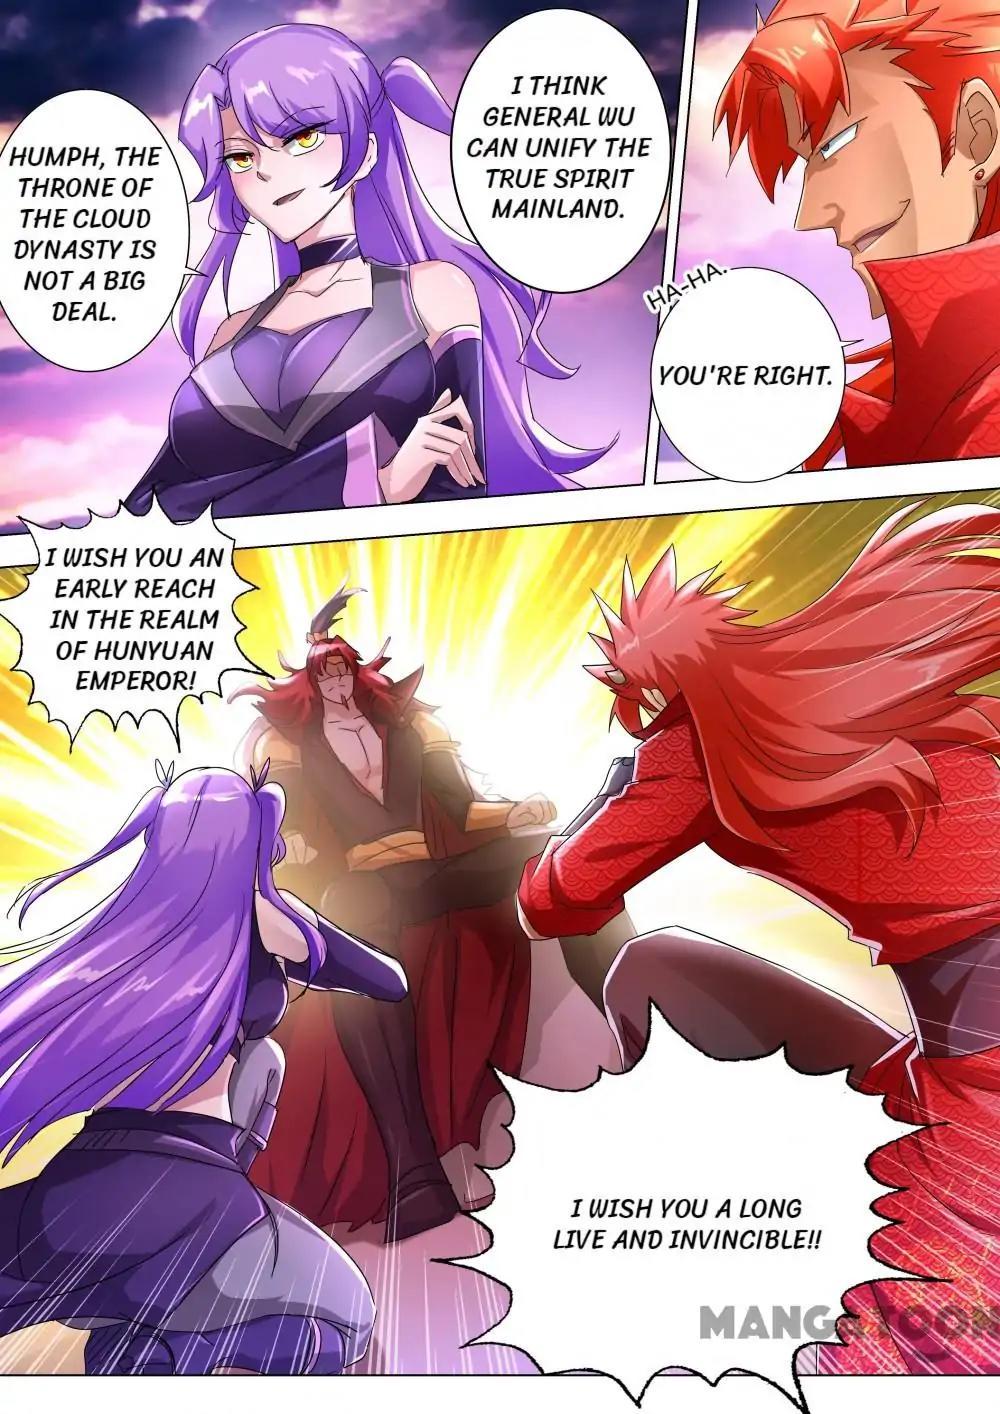 HUMPH, THE
THRONE OF
THE CLOUD
DYNASTY IS
NOT A BIG
DEAL.
I THINK
GENERAL WU
CAN UNIFY THE
TRUE SPIRIT
MAINLAND.
HA-HA.
YOU'RE RIGHT.
I WISH YOU AN
EARLY REACH
IN THE REALM
OF HUNYUAN
EMPEROR!
I WISH YOU A LONG
LIVE AND INVINCIBLE!!
MANGATOON